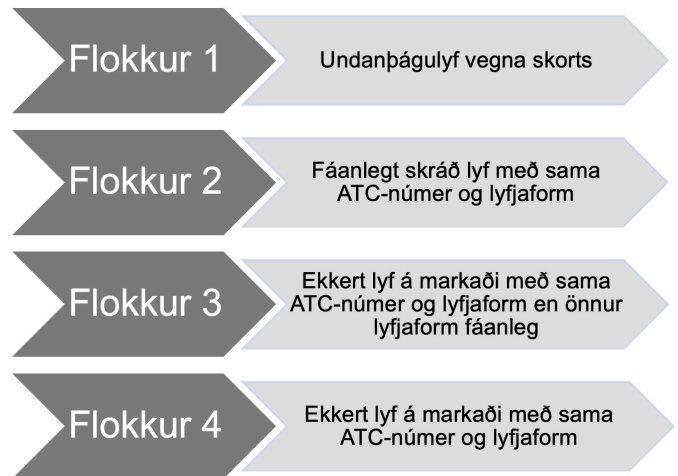 Flokkur 1
Undanþágulyf vegna skorts
Flokkur 2
Fáanlegt skráð lyf með sama
ATC-númer og lyfjaform
Flokkur 3
Ekkert lyf á markaði með sama
ATC-númer og lyfjaform en önnur
lyfjaform fáanleg
Flokkur 4
Ekkert lyf á markaði með sama
ATC-númer og lyfjaform